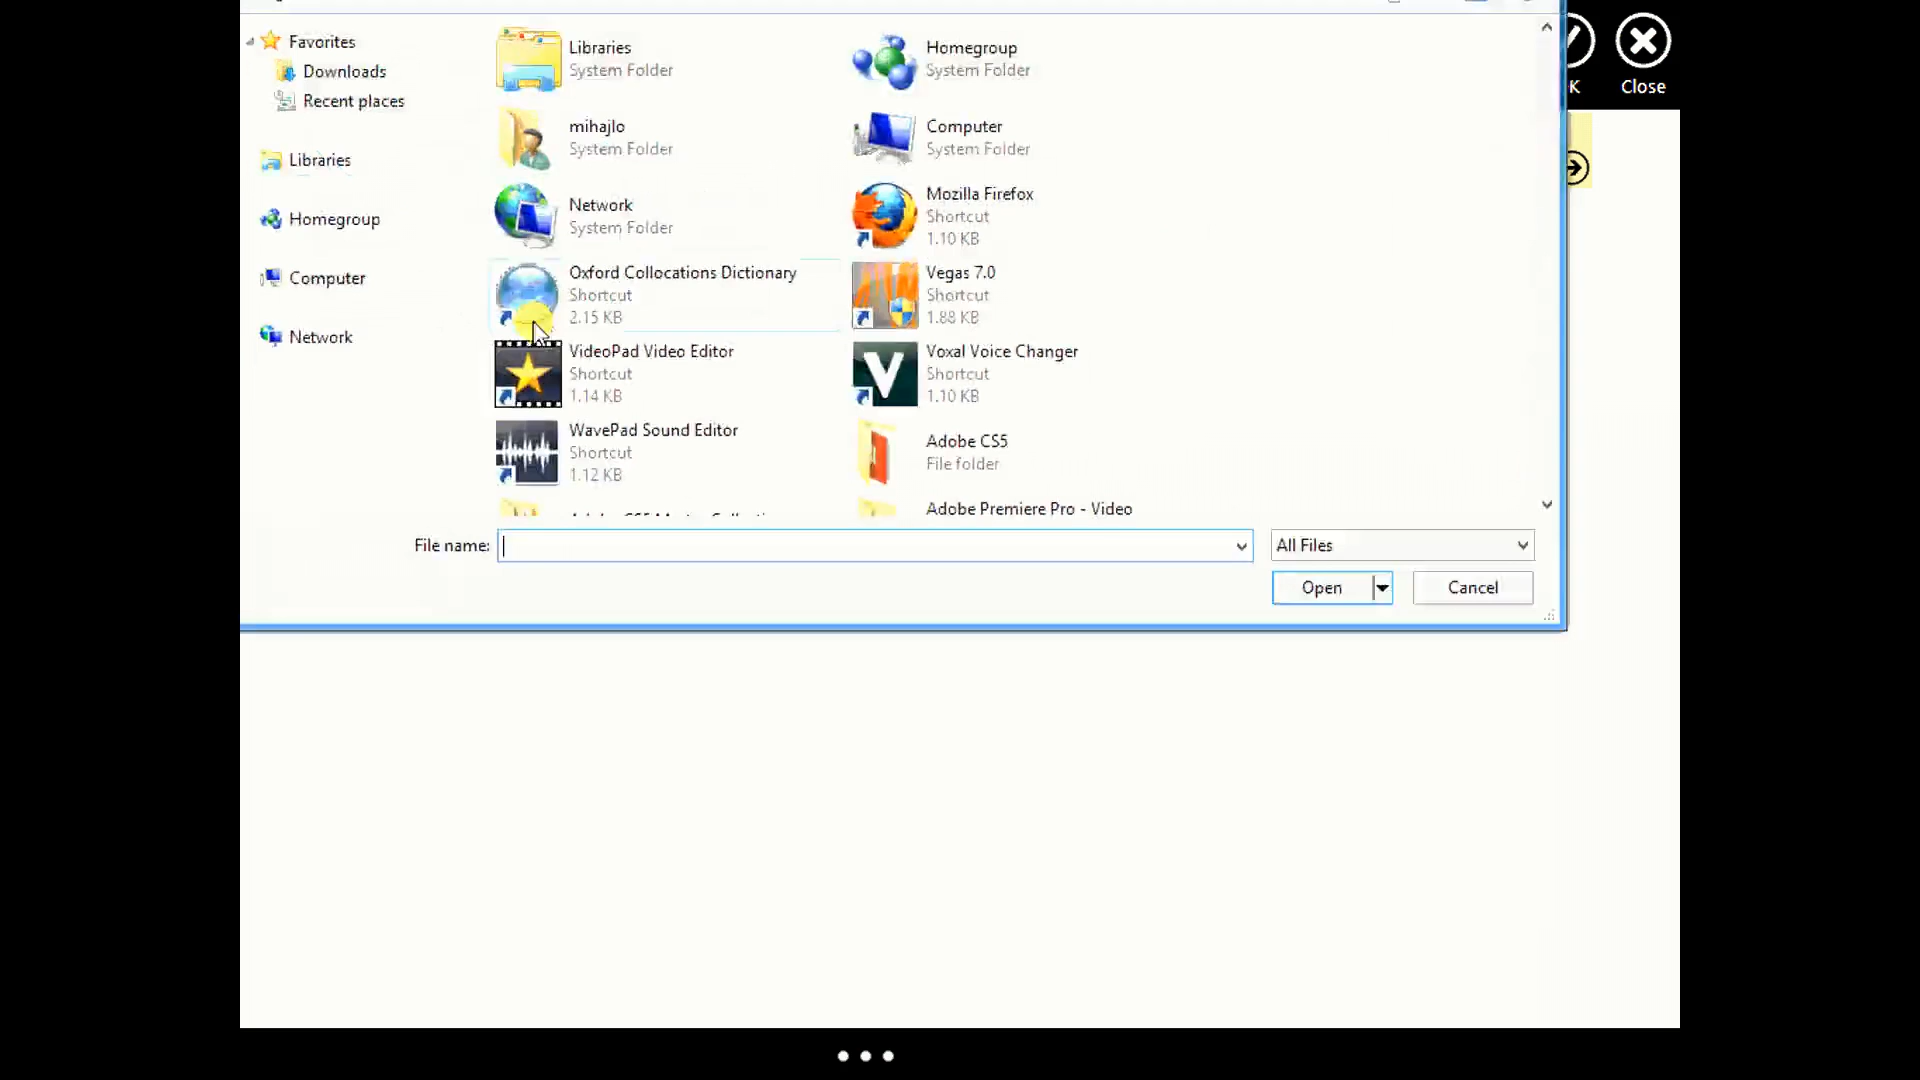 Favorites
Downloads
Recent places
Libraries
Homegroup
Computer
Network
Libraries
System Folder
Homegroup
System Folder
mihajlo
System Folder
Computer
System Folder
Network
System Folder
Mozilla Firefox
Shortcut
1.10 KB
Oxford Collocations Dictionary
Shortcut
2.15 KB
Vegas 7.0
Shortcut
1.88 KB
VideoPad Video Editor
Shortcut
1.14 KB
Voxal Voice Changer
Shortcut
1.10 KB
WavePad Sound Editor
Shortcut
1.12 KB
Adobe CS5
File folder
Adobe Premiere Pro - Video
File name:
All Files
Open
Cancel
K
Close